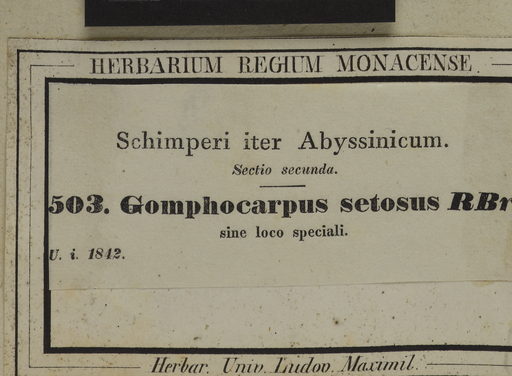 HERBARIUM REGIUM MONACENSE.
Schimperi iter Abyssinicum.
Sectio secunda.
503. Gomphocarpus setosus RBr
sine loco speciali.
U. i. 1842.
Herbar. Univ. Ludov. Maximil.